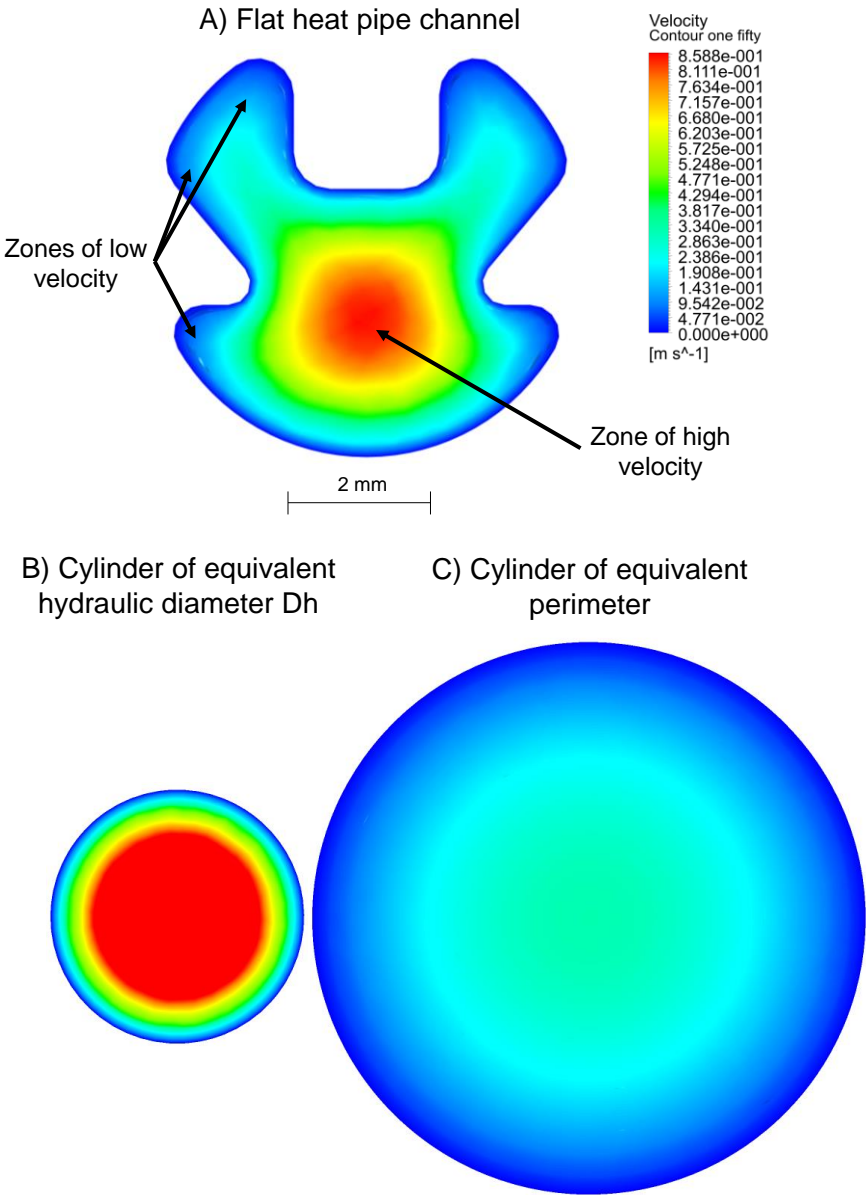 A) Flat heat pipe channel
Velocity
Contour one fifty
8.588e-001
8.111e-001
7.634e-001
7.157e-001
6.680e-001
6.203e-001
5.725e-001
5.248e-001
4.771e-001
4.294e-001
3.817e-001
3.340e-001
2.863e-001
2.386e-001
1.908e-001
1.431e-001
9.542e-002
4.771e-002
0.000e+000
[m s^-1]
Zones of low
velocity
Zone of high
velocity
2 mm
B) Cylinder of equivalent
hydraulic diameter Dh
C) Cylinder of equivalent
perimeter